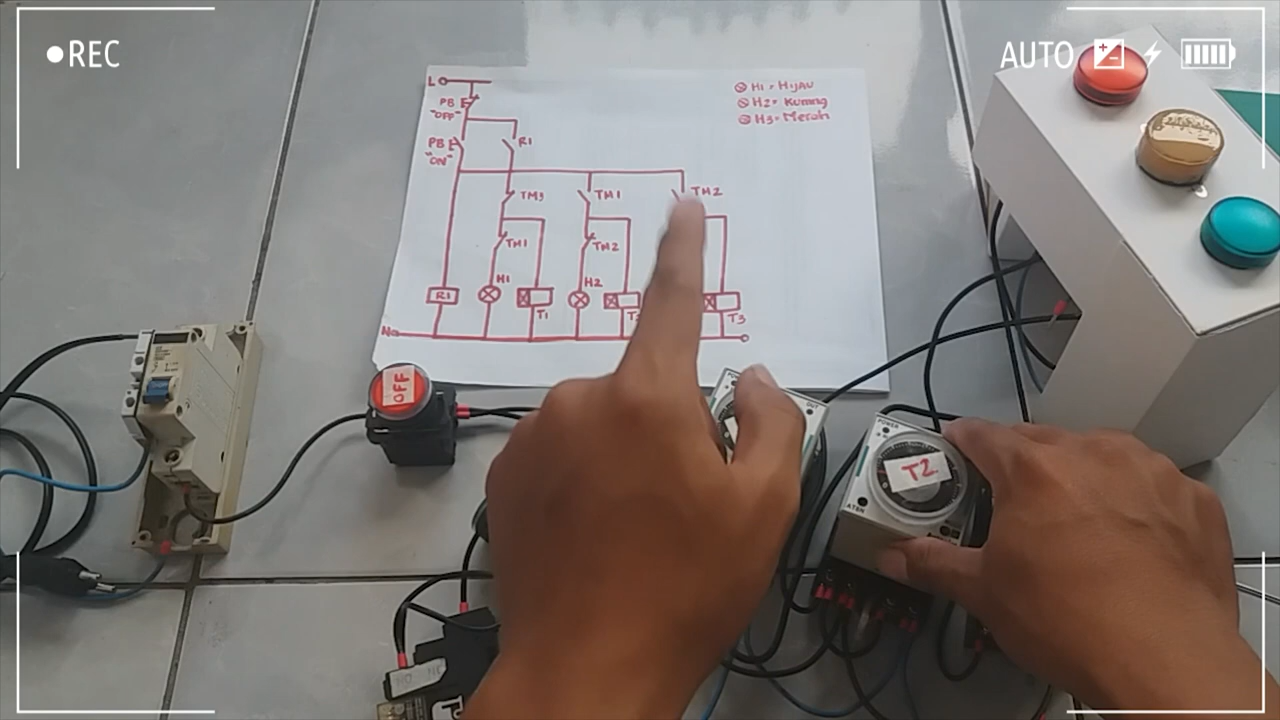 REC
AUTO
L
H1 = HIJAU
H2 = Kuning
H3 = Merah
PB
"OFF"
PB
"ON"
R1
TM3
TM1
TM2
TM1
TM2
R1
H1
T1
H2
T3
N
OFF
T2
POWER